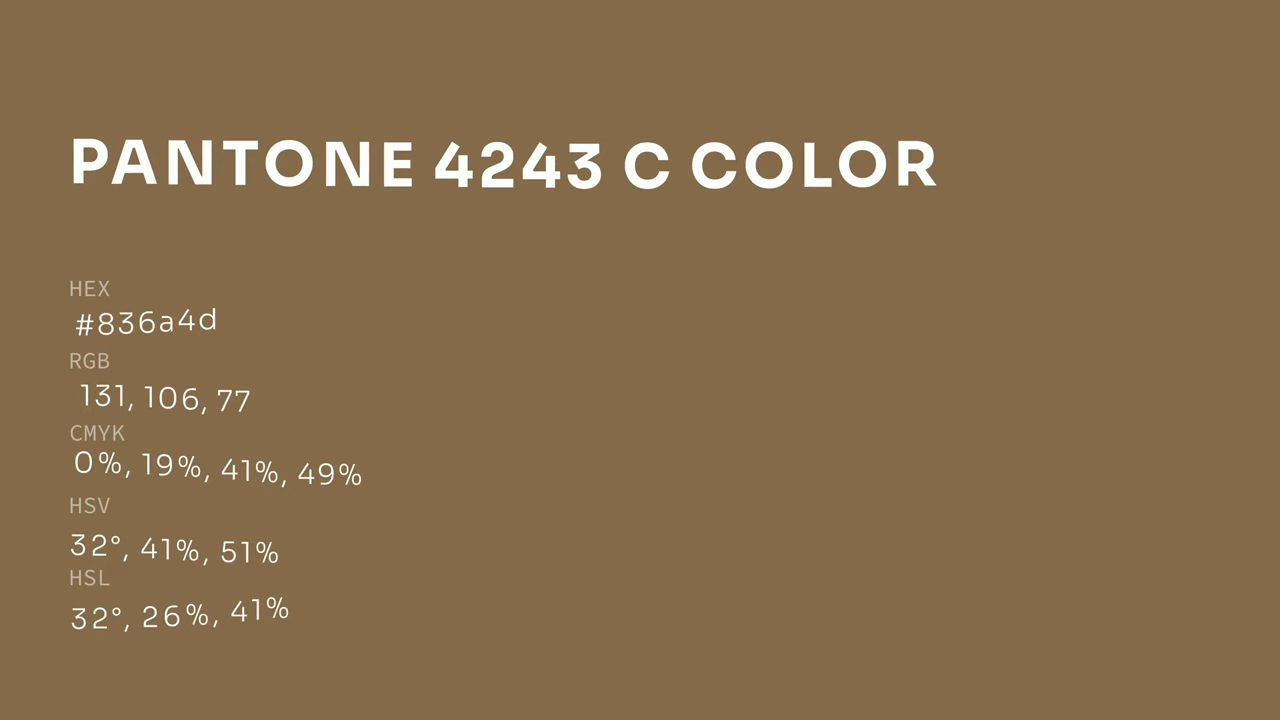 PANTONE 4243 C COLOR
HEX
#836a4d
RGB
131, 106, 77
CMYK
0%, 19%, 41%, 49%
HSV
32°, 41%, 51%
HSL
32°, 26%, 41%